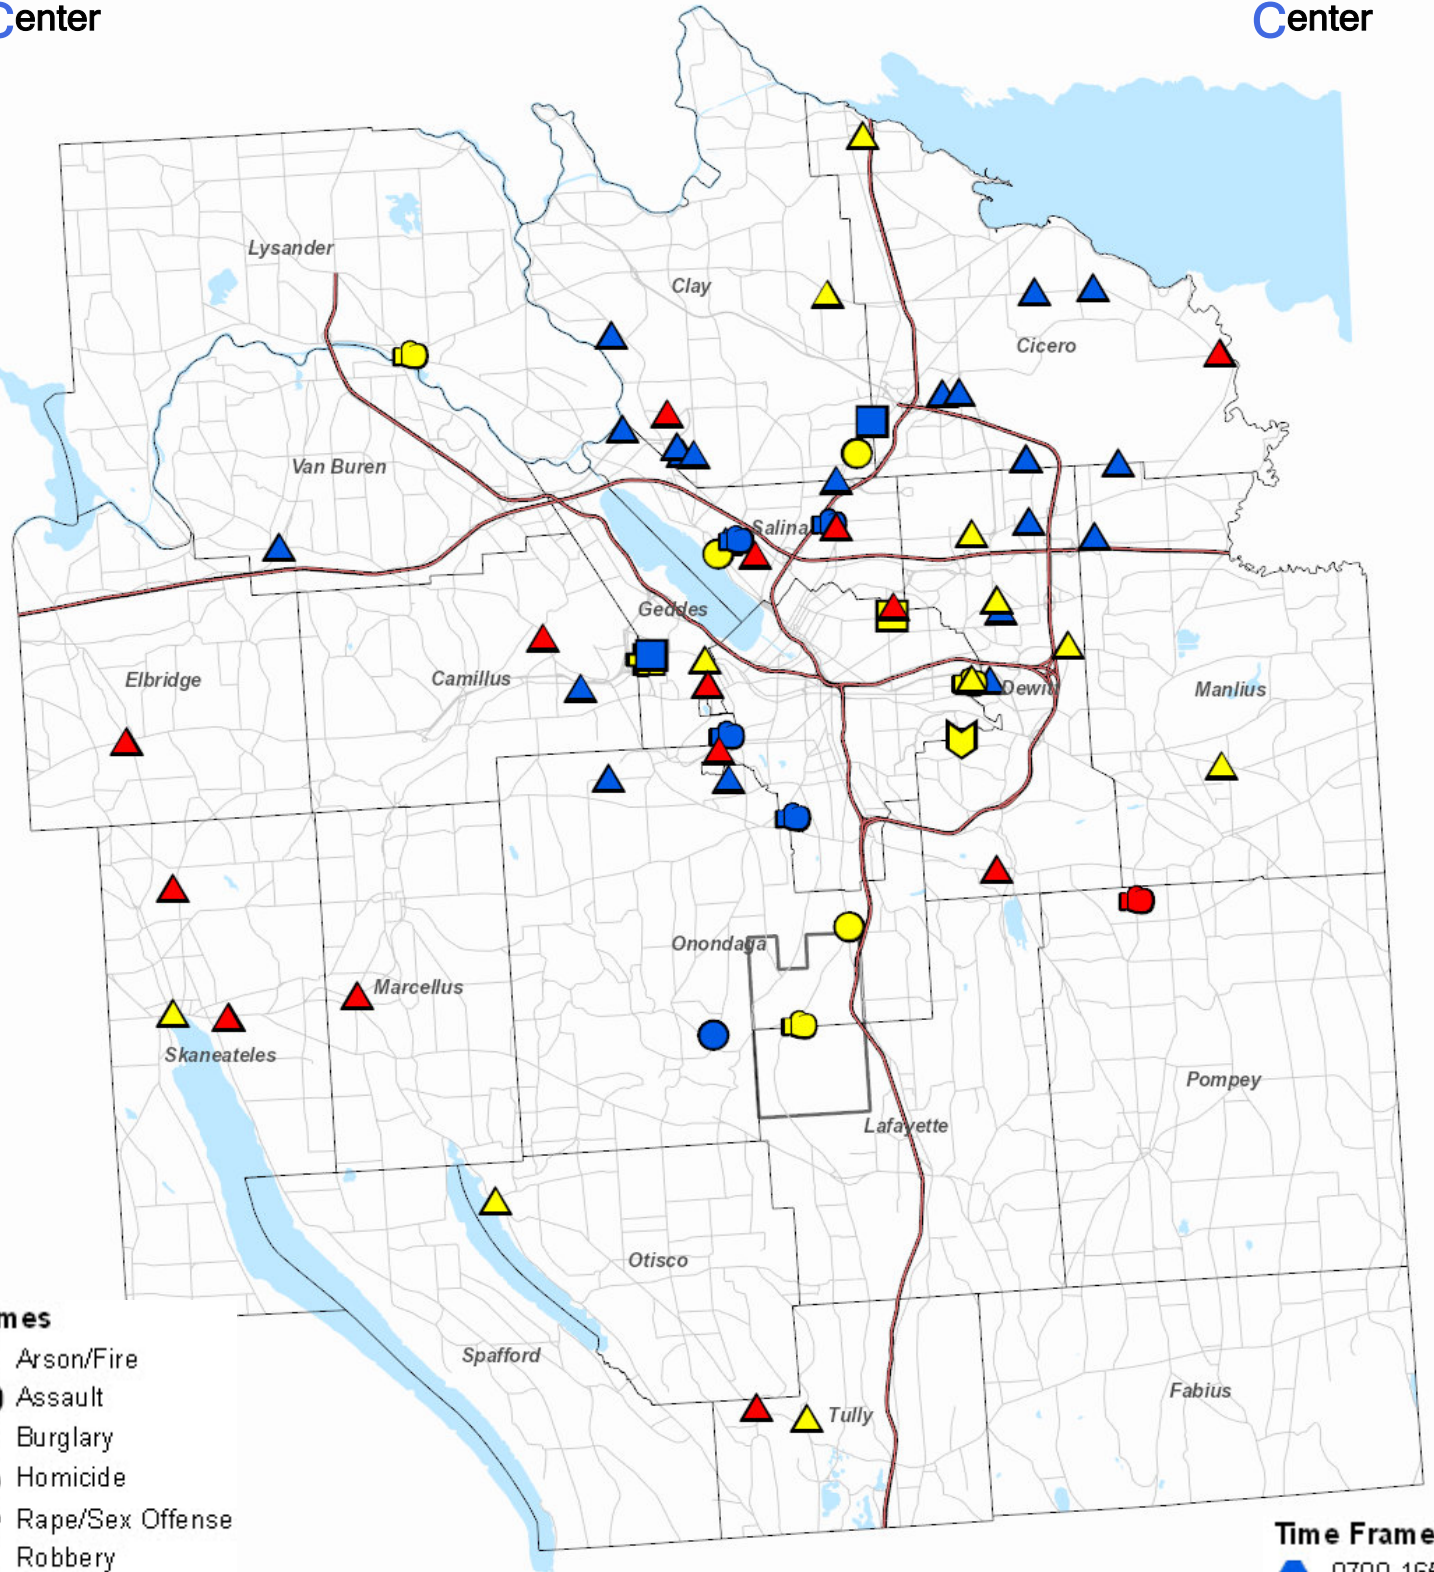 Center
Center
Lysander
Clay
Cicero
Van Buren
Salina
Geddes
Elbridge
Camillus
Dewitt
Manlius
Onondaga
Marcellus
Skaneateles
Pompey
Lafayette
Otisco
Spafford
Fabius
Tully
mes
Arson/Fire
Assault
Burglary
Homicide
Rape/Sex Offense
Robbery
Time Frame